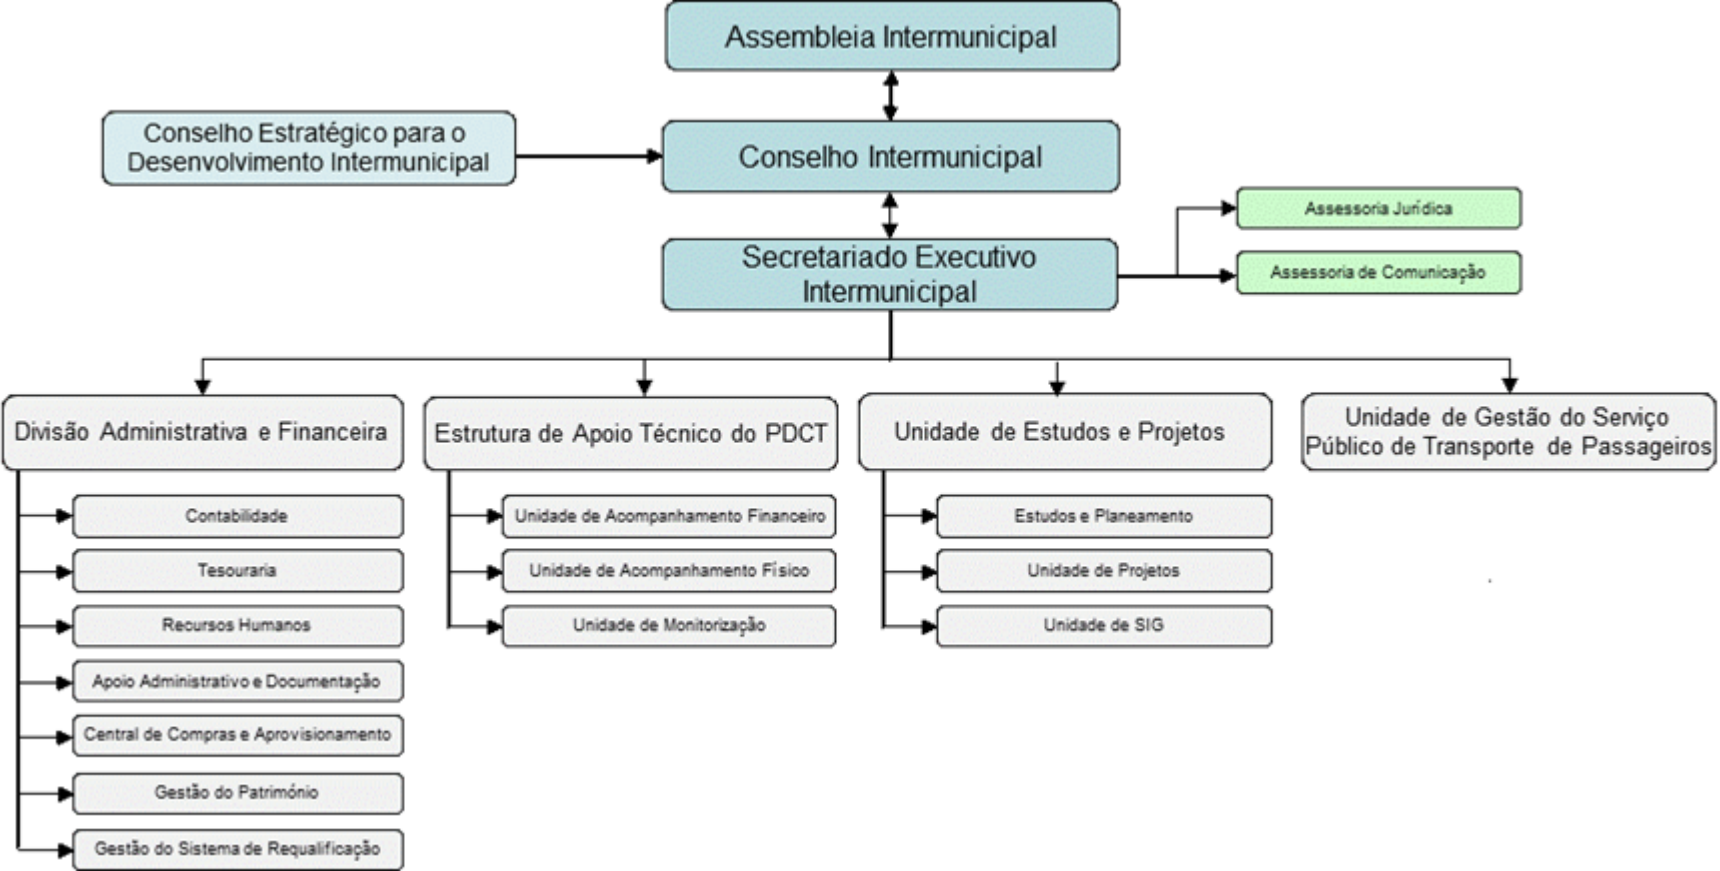 Assembleia Intermunicipal
Conselho Estratégico para o
Desenvolvimento Intermunicipal
Conselho Intermunicipal
Assessoria Jurídica
Secretariado Executivo
Intermunicipal
Assessoria de Comunicação
Divisão Administrativa e Financeira
Contabilidade
Tesouraria
Recursos Humanos
Apoio Administrativo e Documentação
Central de Compras e Aprovisionamento
Gestão do Património
Gestão do Sistema de Requalificação
Estrutura de Apoio Técnico do PDCT
Unidade de Acompanhamento Financeiro
Unidade de Acompanhamento Físico
Unidade de Monitorização
Unidade de Estudos e Projetos
Estudos e Planeamento
Unidade de Projetos
Unidade de SIG
Unidade de Gestão do Serviço
Público de Transporte de Passageiros